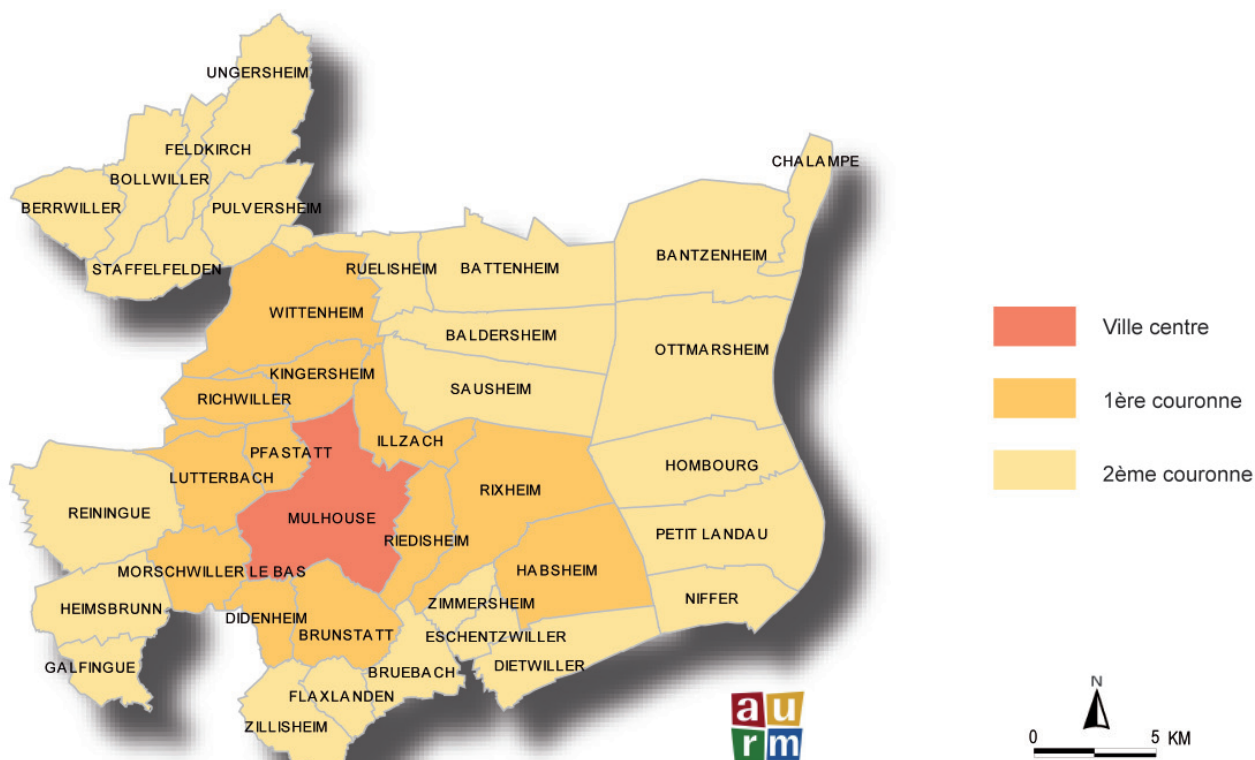 UNGERSHEIM
FELDKIRCH
BOLLWILLER
BERRWILLER
PULVERSHEIM
STAFFELFELDEN
CHALAMPE
RUELISHEIM
BATTENHEIM
BANTZENHEIM
WITTENHEIM
BALDERSHEIM
OTTMARSHEIM
KINGERSHEIM
SAUSHEIM
RICHWILLER
PFASTATT
ILLZACH
LUTTERBACH
HOMBOURG
RIXHEIM
REININGUE
MULHOUSE
RIEDISHEIM
PETIT LANDAU
MORSCHWILLER LE BAS
HABSHEIM
HEIMSBRUNN
DIDENHEIM
BRUNSTATT
ZIMMERSHEIM
NIFFER
ESCHENTZWILLER
GALFINGUE
BRUEBACH
DIETWILLER
FLAXLANDEN
ZILLISHEIM
Ville centre
1ère couronne
2ème couronne
au
rm
N
0 5 KM